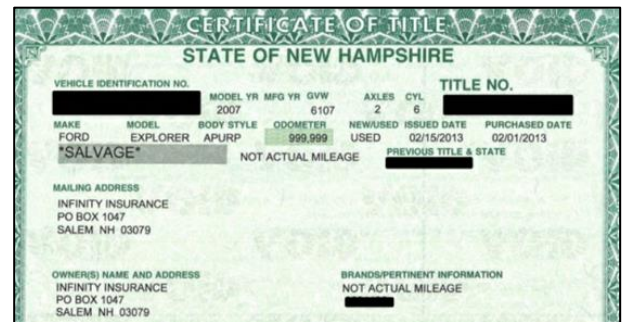 CERTIFICATE OF TITLE
STATE OF NEW HAMPSHIRE
VEHICLE IDENTIFICATION NO.
TITLE NO.
MODEL YR MFG YR GVW AXLES CYL
2007 6107 2 6
MAKE MODEL BODY STYLE ODOMETER NEW/USED ISSUED DATE PURCHASED DATE
FORD EXPLORER APURP 999,999 USED 02/15/2013 02/01/2013
*SALVAGE* NOT ACTUAL MILEAGE PREVIOUS TITLE & STATE
MAILING ADDRESS
INFINITY INSURANCE
PO BOX 1047
SALEM NH 03079
OWNER(S) NAME AND ADDRESS
INFINITY INSURANCE
PO BOX 1047
SALEM NH 03079
BRANDS/PERTINENT INFORMATION
NOT ACTUAL MILEAGE